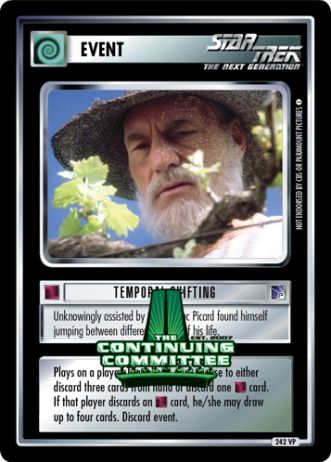 EVENT
STAR TREK
THE NEXT GENERATION
NOT ENDORSED BY CBS OR PARAMOUNT PICTURES
TEMPORAL SHIFTING
P
Unknowingly assisted by Picard found himself
jumping between of his life.
THE
EST. 2007
CONTINUING
COMMITTEE
Plays on a to either
discard three cards from hand or discard one card.
If that player discards an card, he/she may draw
up to four cards. Discard event.
242 VP